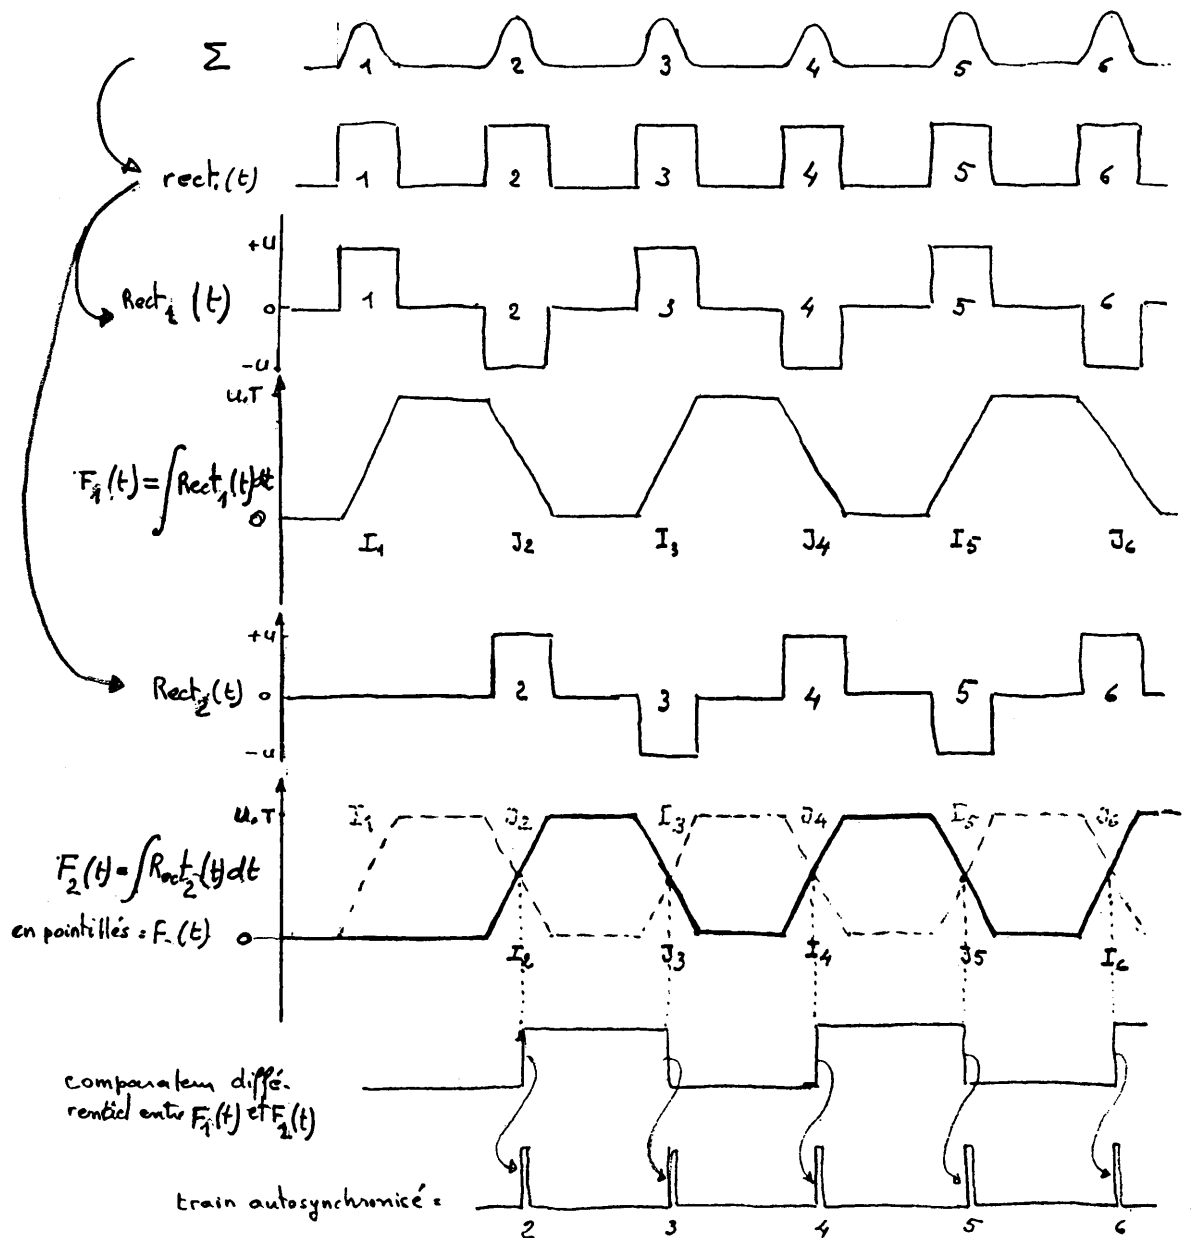 Σ
1 2 3 4 5 6
rect.(t)
1 2 3 4 5 6
+u
Rect₁(t)
0
1 2 3 4 5 6
-u
u.T
F₁(t) = ∫Rect₁(t)dt
0
I₁ J₂ I₃ J₄ I₅ J₆
+u
Rect₂(t) 0
2 3 4 5 6
-u
u.T
I₁ J₂ I₃ J₄ I₅ J₆
F₂(t) = ∫Rect₂(t)dt
en pointillés = F₋(t) 0
I₂ J₃ I₄ J₅ I₆
comparateur diffé-
rentiel entre F₁(t) et F₂(t)
train autosynchronicé =
2 3 4 5 6